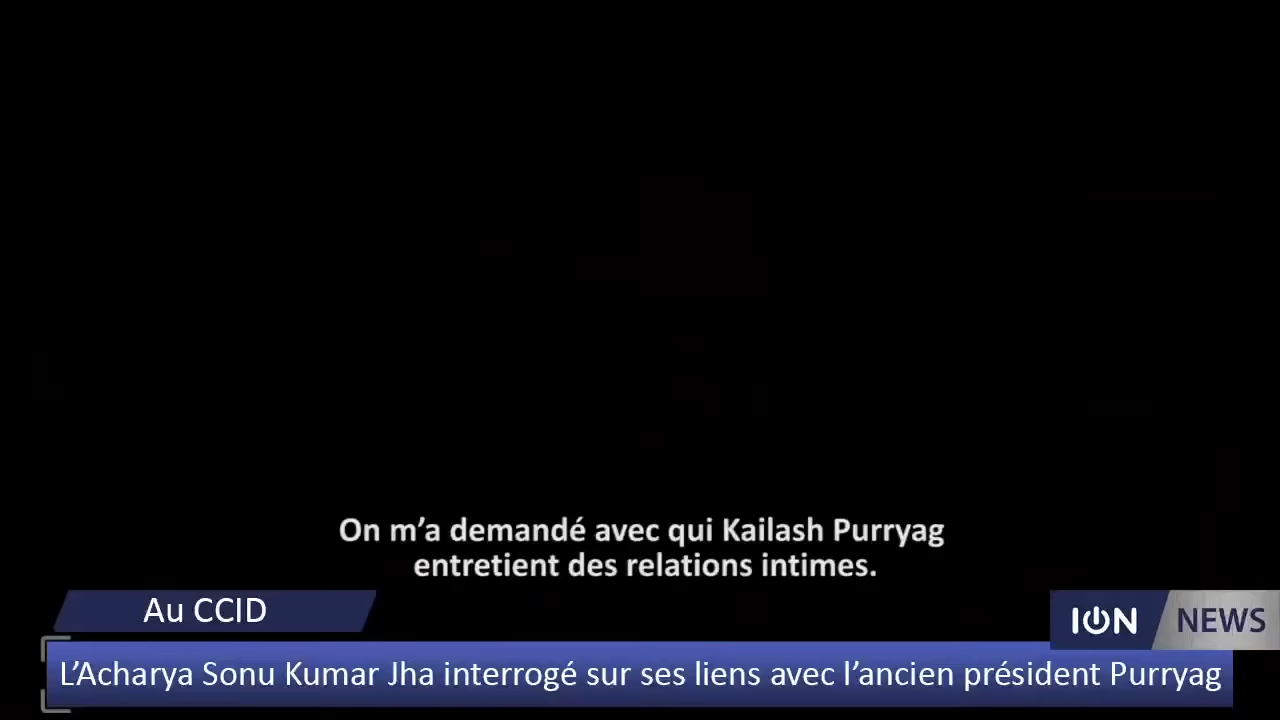 On m'a demandé avec qui Kailash Purryag
entretient des relations intimes.
Au CCID
ION NEWS
L'Acharya Sonu Kumar Jha interrogé sur ses liens avec l'ancien président Purryag